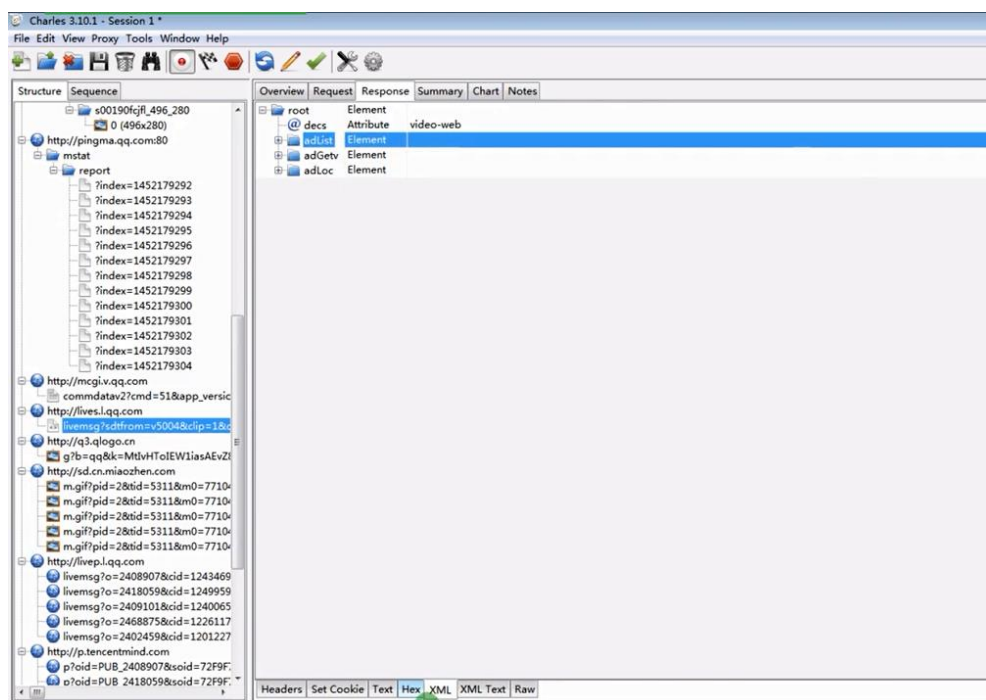 Charles 3.10.1 - Session 1 *
File Edit View Proxy Tools Window Help
Structure Sequence
s00190fcjfl_496_280
0 (496x280)
http://pingma.qq.com:80
mstat
report
?index=1452179292
?index=1452179293
?index=1452179294
?index=1452179295
?index=1452179296
?index=1452179297
?index=1452179298
?index=1452179299
?index=1452179300
?index=1452179301
?index=1452179302
?index=1452179303
?index=1452179304
http://mcgi.v.qq.com
commdatav2?cmd=51&app_versic
http://lives.l.qq.com
livemsg?sdtfrom=v5004&clip=1&c
http://q3.qlogo.cn
g?b=qq&k=MtIvHToIEW1iasAEvZl
http://sd.cn.miaozhen.com
m.gif?pid=2&tid=5311&m0=7710
m.gif?pid=2&tid=5311&m0=7710
m.gif?pid=2&tid=5311&m0=7710
m.gif?pid=2&tid=5311&m0=7710
m.gif?pid=2&tid=5311&m0=7710
http://livep.l.qq.com
livemsg?o=2408907&cid=1243469
livemsg?o=2418059&cid=1249959
livemsg?o=2409101&cid=1240065
livemsg?o=2468875&cid=1226117
livemsg?o=2402459&cid=1201227
http://p.tencentmind.com
p?oid=PUB_2408907&soid=72F9F
p?oid=PUB_2418059&soid=72F9F
Overview Request Response Summary Chart Notes
root Element
decs Attribute video-web
adList Element
adGetv Element
adLoc Element
Headers Set Cookie Text Hex XML XML Text Raw